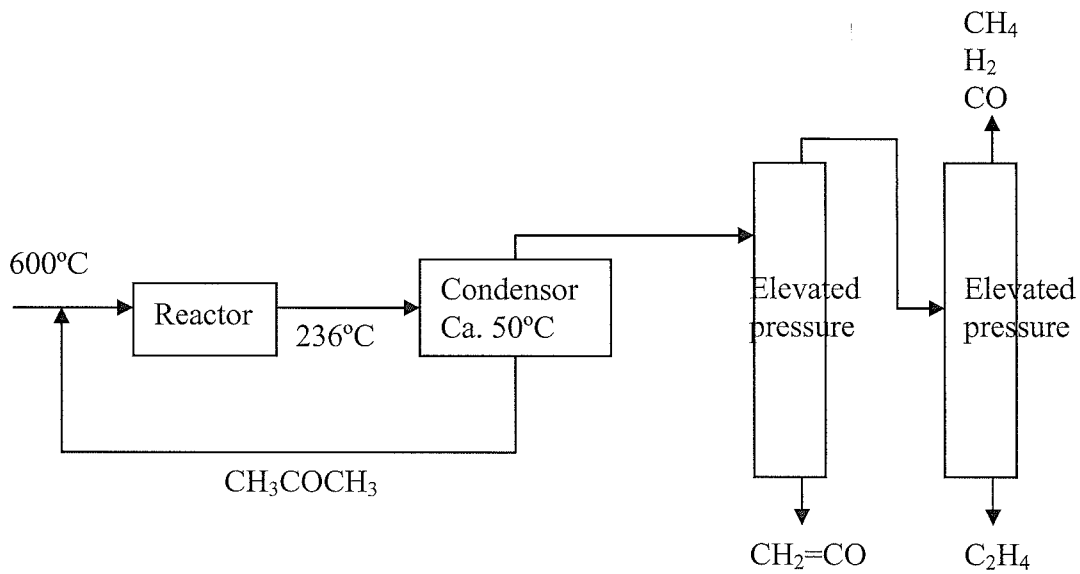 CH₄
H₂
CO
600ºC
Reactor
236ºC
Condensor
Ca. 50ºC
Elevated
pressure
Elevated
pressure
CH₃COCH₃
CH₂=CO
C₂H₄